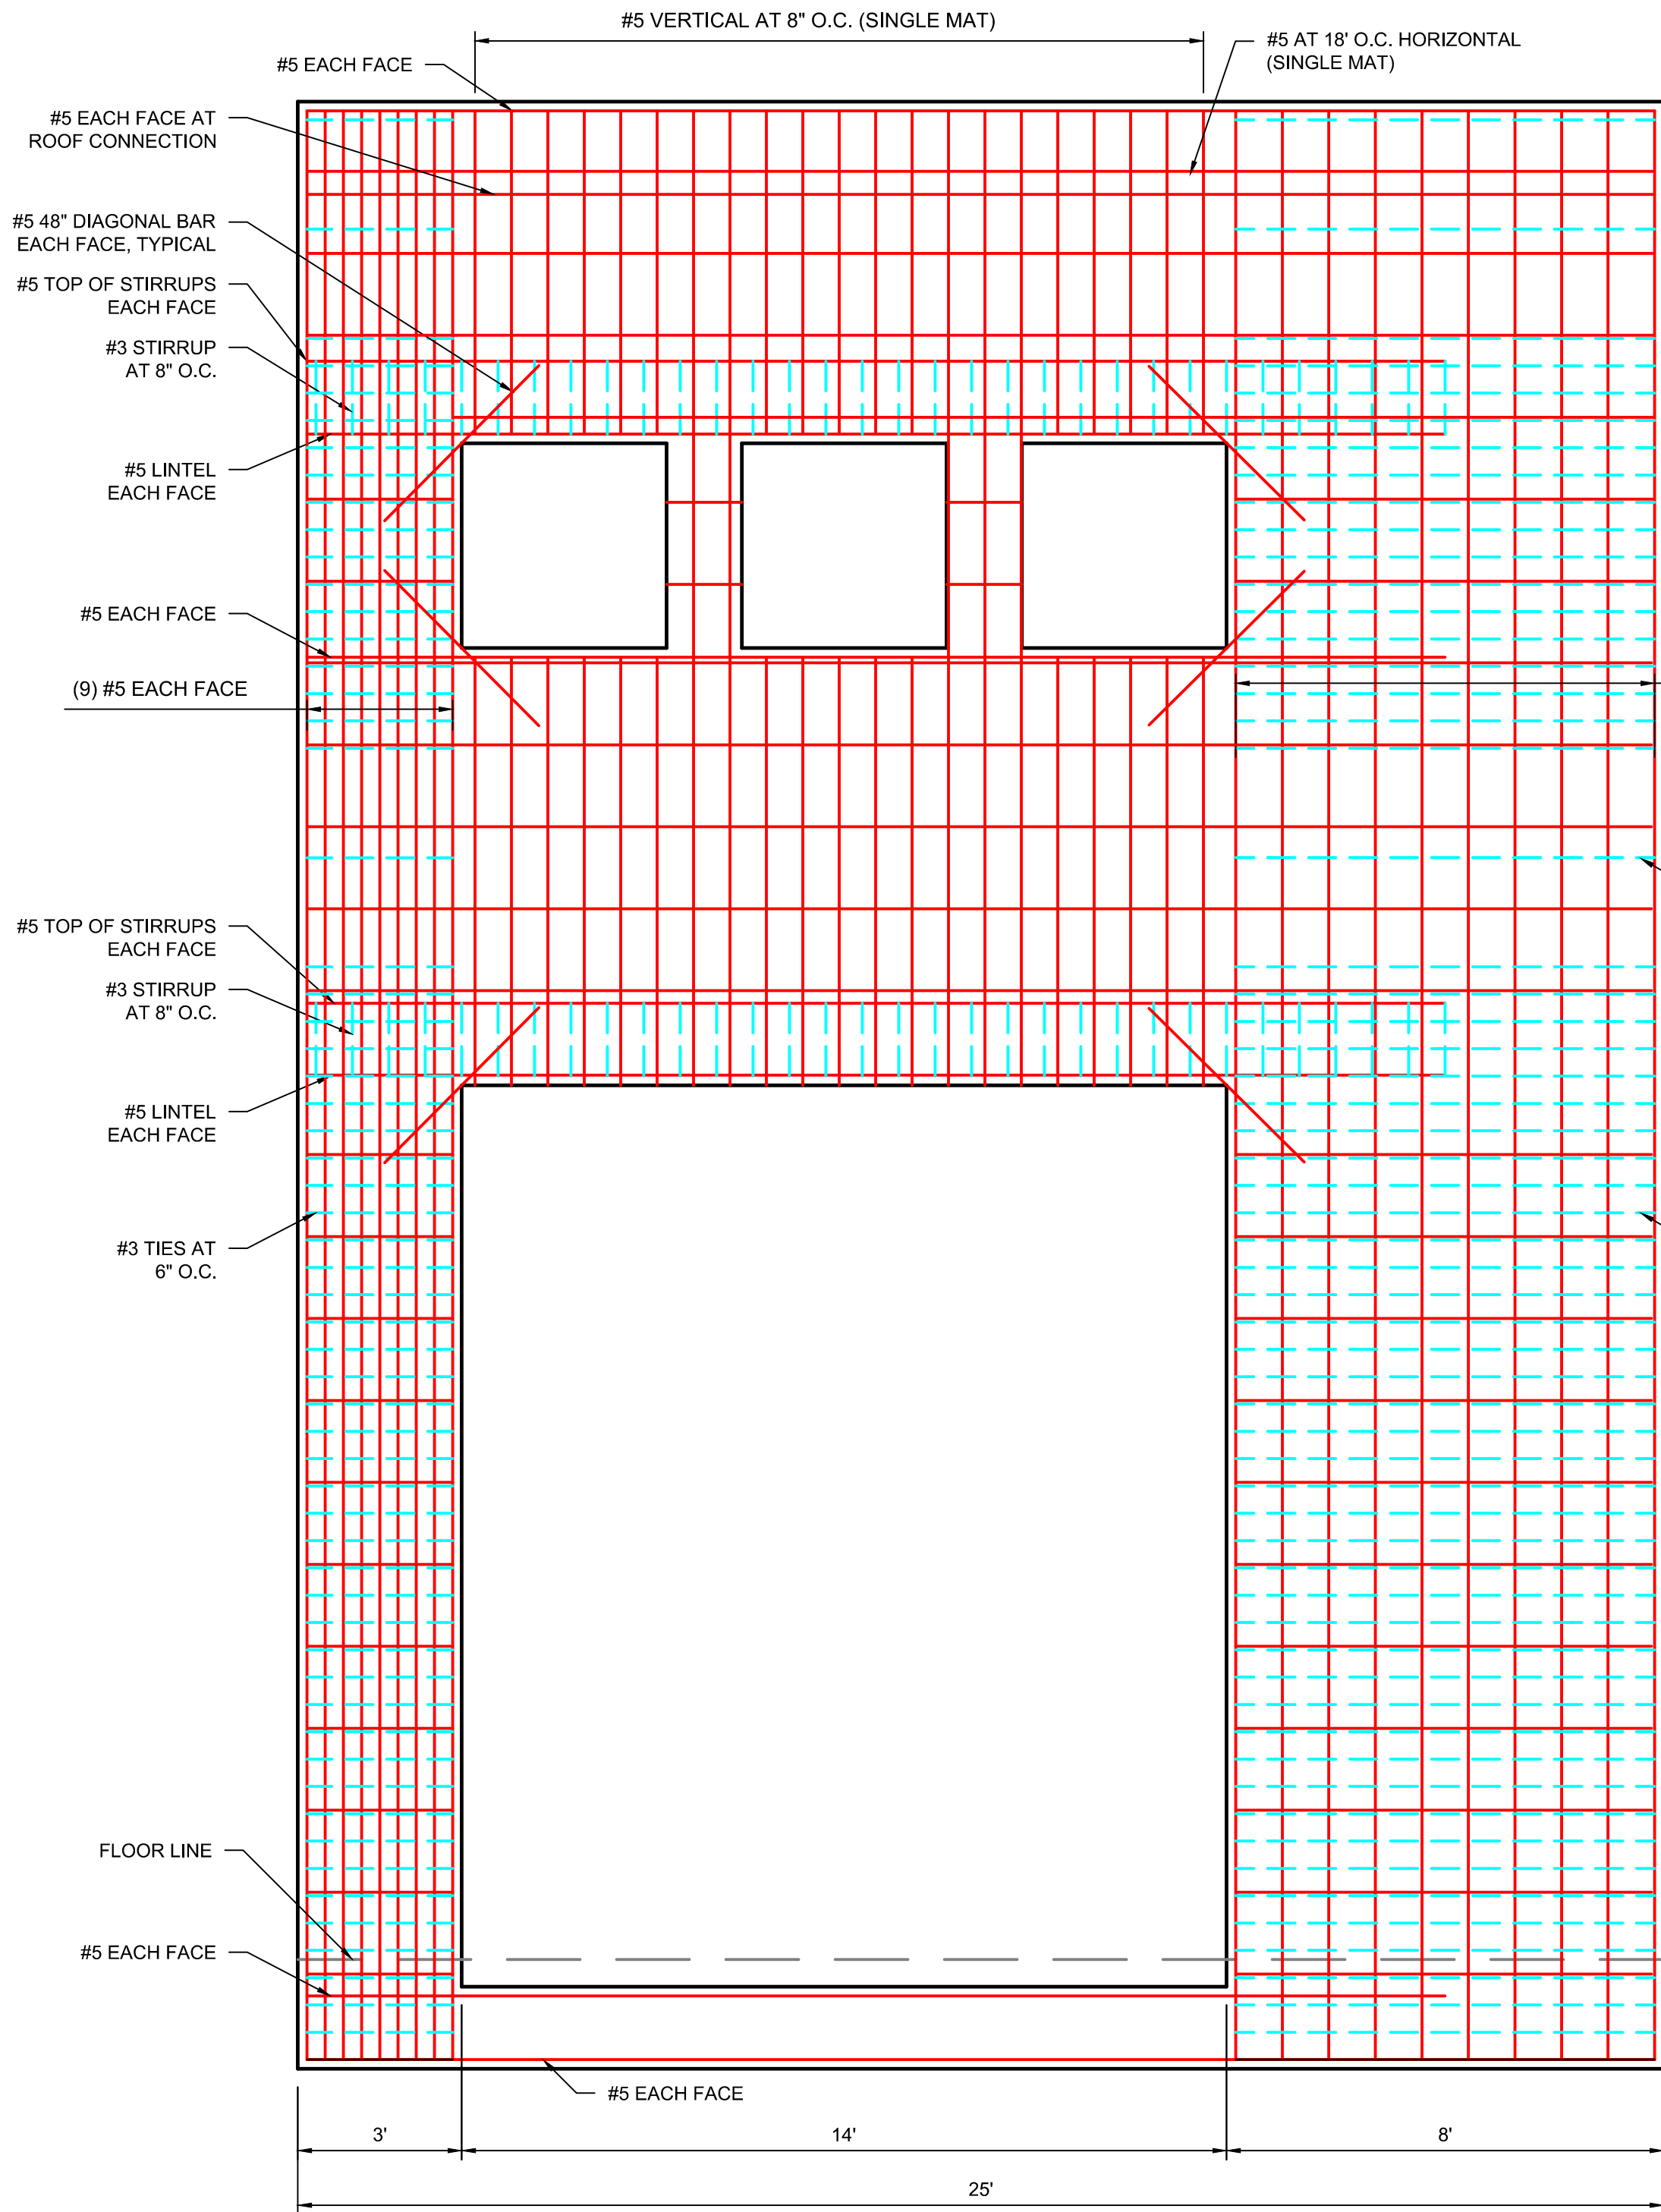 #5 VERTICAL AT 8" O.C. (SINGLE MAT)
#5 AT 18' O.C. HORIZONTAL
(SINGLE MAT)
#5 EACH FACE
#5 EACH FACE AT
ROOF CONNECTION
#5 48" DIAGONAL BAR
EACH FACE, TYPICAL
#5 TOP OF STIRRUPS
EACH FACE
#3 STIRRUP
AT 8" O.C.
#5 LINTEL
EACH FACE
#5 EACH FACE
(9) #5 EACH FACE
#5 TOP OF STIRRUPS
EACH FACE
#3 STIRRUP
AT 8" O.C.
#5 LINTEL
EACH FACE
#3 TIES AT
6" O.C.
FLOOR LINE
#5 EACH FACE
#5 EACH FACE
3'
14'
8'
25'